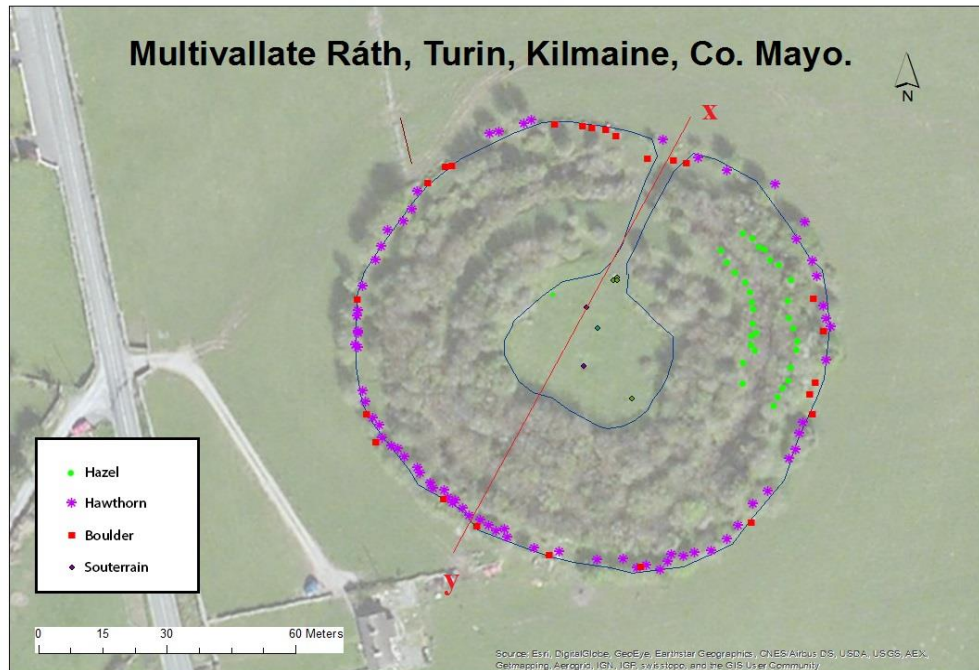 Multivallate Ráth, Turin, Kilmaine, Co. Mayo.
N
x
Hazel
Hawthorn
Boulder
Souterrain
y
0 15 30 60 Meters
Source: Esri, DigitalGlobe, GeoEye, Earthstar Geographics, CNES/Airbus DS, USDA, USGS, AEX,
Getmapping, Aerogrid, IGN, IGP, swisstopo, and the GIS User Community